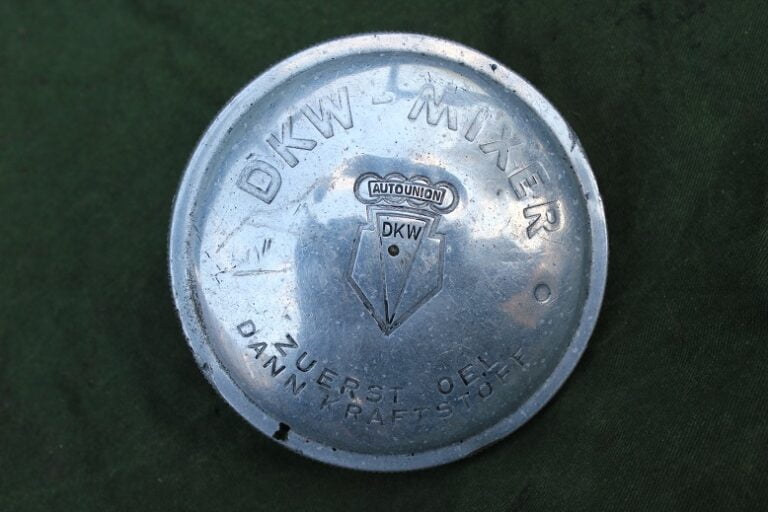 DKW-MIXER
AUTOUNION
DKW
ZUERST OEL
DANN KRAFTSTOFF